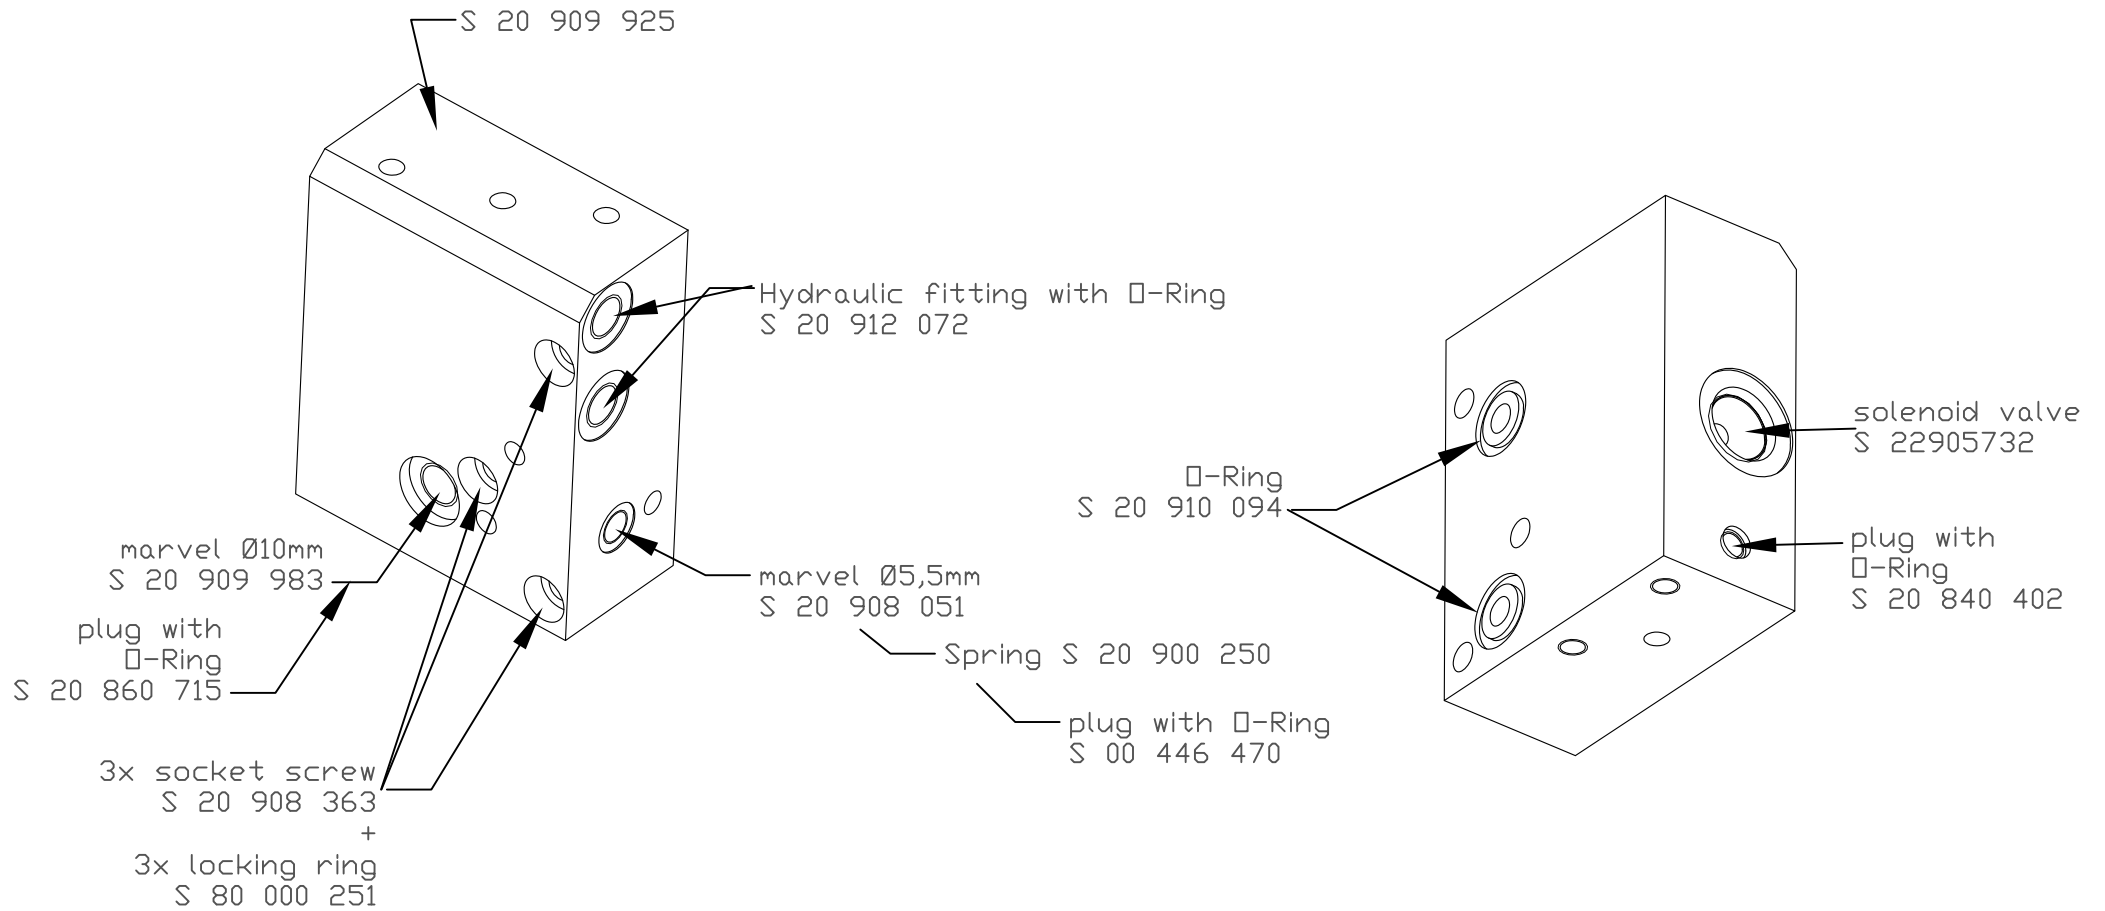 S 20 909 925
Hydraulic fitting with O-Ring
S 20 912 072
marvel Ø10mm
S 20 909 983
plug with
O-Ring
S 20 860 715
3x socket screw
S 20 908 363
+
3x locking ring
S 80 000 251
marvel Ø5,5mm
S 20 908 051
Spring S 20 900 250
plug with O-Ring
S 00 446 470
O-Ring
S 20 910 094
solenoid valve
S 22905732
plug with
O-Ring
S 20 840 402